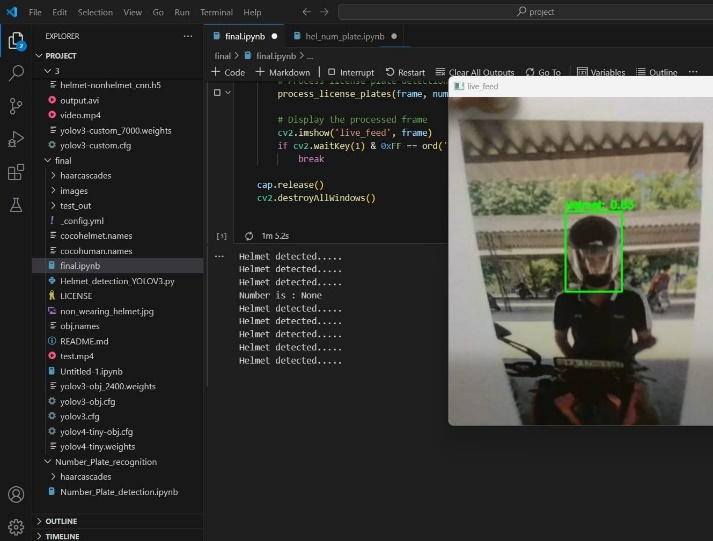 File Edit Selection View Go Run Terminal Help
project
EXPLORER
PROJECT
3
helmet-nonhelmet_cnn.h5
output.avi
video.mp4
yolov3-custom_7000.weights
yolov3-custom.cfg
final
haarcascades
images
test_out
_config.yml
cocohelmet.names
cocohuman.names
final.ipynb
Helmet_detection_YOLOV3.py
LICENSE
non_wearing_helmet.jpg
obj.names
README.md
test.mp4
Untitled-1.ipynb
yolov3-obj_2400.weights
yolov3-obj.cfg
yolov3.cfg
yolov4-tiny-obj.cfg
yolov4-tiny.weights
Number_Plate_recognition
haarcascades
Number_Plate_detection.ipynb
OUTLINE
TIMELINE
2
final.ipynb
hel_num_plate.ipynb
final > final.ipynb > ...
+ Code + Markdown Interrupt Restart Clear All Outputs Go To Variables Outline ...
# Process license plate detection
process_license_plates(frame, num
# Display the processed frame
cv2.imshow('live_feed', frame)
if cv2.waitKey(1) & 0xFF == ord('
break
cap.release()
cv2.destroyAllWindows()
1m 5.2s
Helmet detected.....
Helmet detected.....
Helmet detected.....
Number is : None
Helmet detected.....
Helmet detected.....
Helmet detected.....
Helmet detected.....
Helmet detected.....
live_feed
Helmet: 0.83